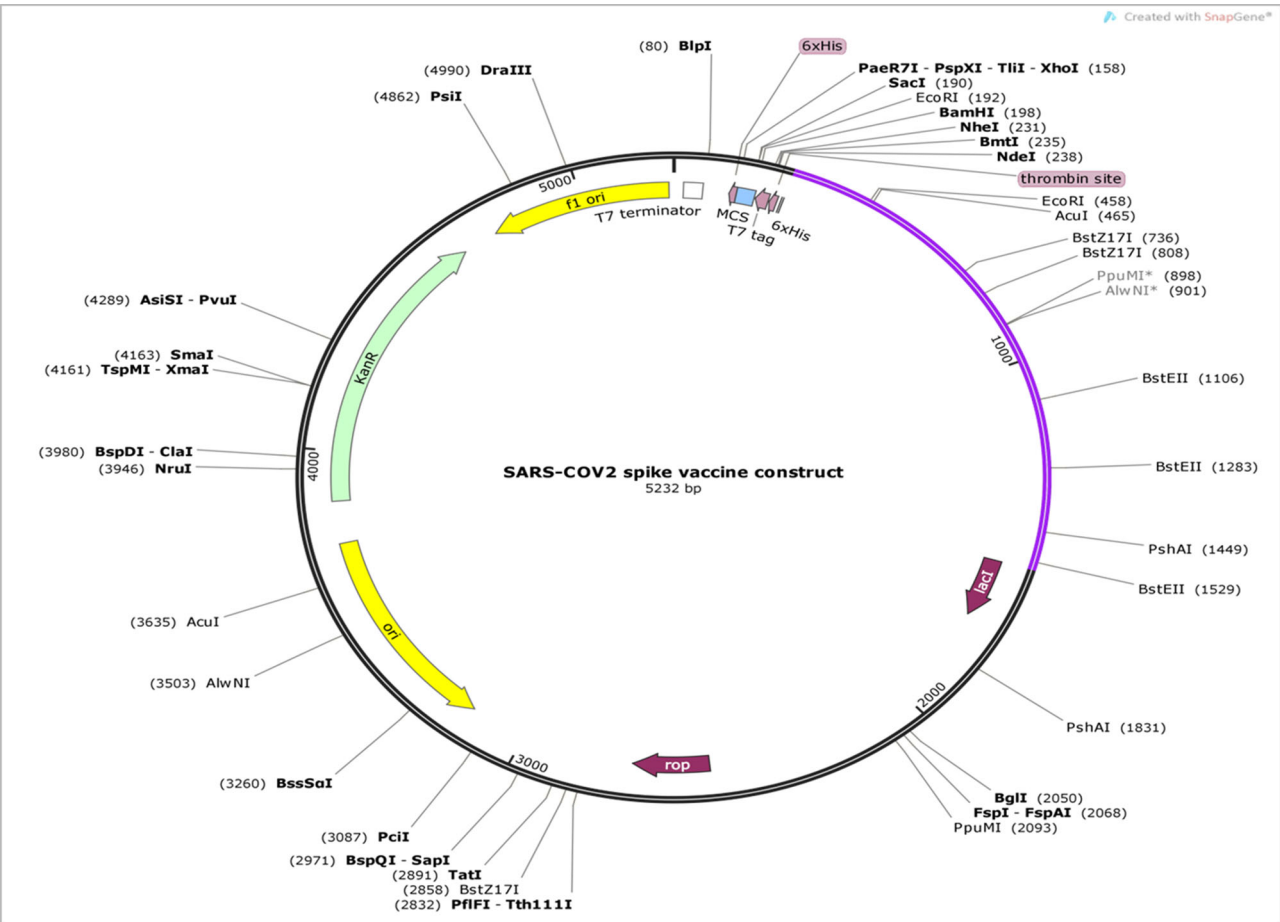 Created with SnapGene®
(80) BlpI
6xHis
PaeR7I - PspXI - TliI - XhoI (158)
SacI (190)
EcoRI (192)
BamHI (198)
NheI (231)
BmtI (235)
NdeI (238)
thrombin site
EcoRI (458)
AcuI (465)
BstZ17I (736)
BstZ17I (808)
PpuMI* (898)
AlwNI* (901)
BstEII (1106)
BstEII (1283)
PshAI (1449)
BstEII (1529)
PshAI (1831)
BglI (2050)
FspI - FspAI (2068)
PpuMI (2093)
(4990) DraIII
(4862) PsiI
(4289) AsiSI - PvuI
(4163) SmaI
(4161) TspMI - XmaI
(3980) BspDI - ClaI
(3946) NruI
(3635) AcuI
(3503) AlwNI
(3260) BssSαI
(3087) PciI
(2971) BspQI - SapI
(2891) TatI
(2858) BstZ17I
(2832) PflFI - Tth111I
5000
f1 ori
T7 terminator
MCS
T7 tag
6xHis
KanR
1000
4000
SARS-COV2 spike vaccine construct
5232 bp
lacI
ori
2000
3000
rop